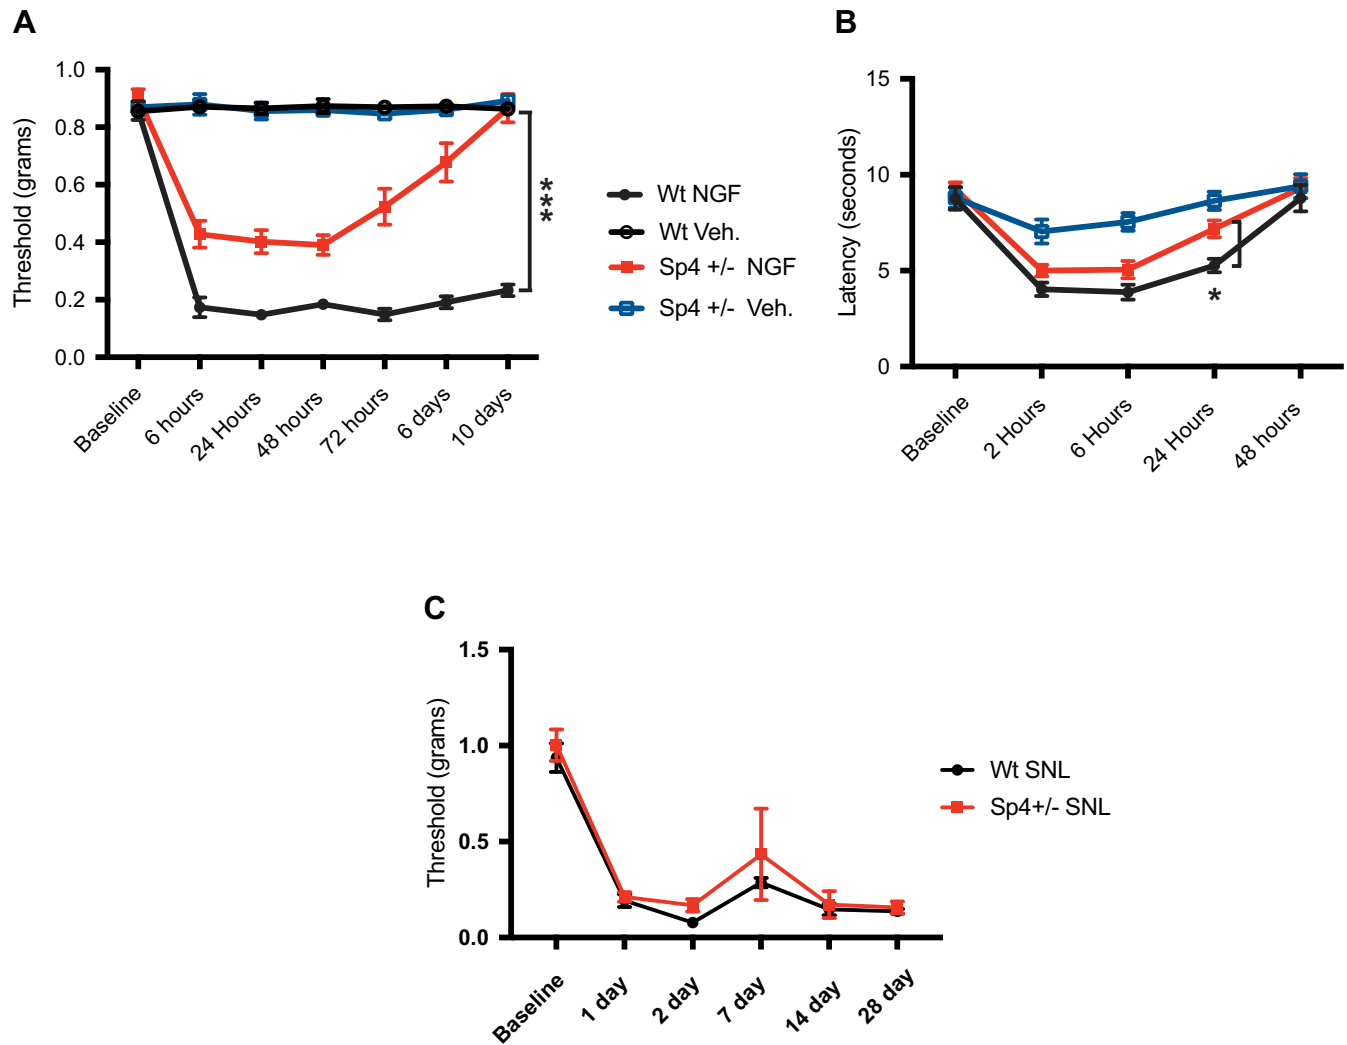 A
Threshold (grams)
1.0
0.8
0.6
0.4
0.2
0.0
Baseline
6 hours
24 Hours
48 hours
72 hours
6 days
10 days
***
Wt NGF
Wt Veh.
Sp4 +/- NGF
Sp4 +/- Veh.
B
Latency (seconds)
15
10
5
0
Baseline
2 Hours
6 Hours
24 Hours
48 hours
*
C
Threshold (grams)
1.5
1.0
0.5
0.0
Baseline
1 day
2 day
7 day
14 day
28 day
Wt SNL
Sp4+/- SNL